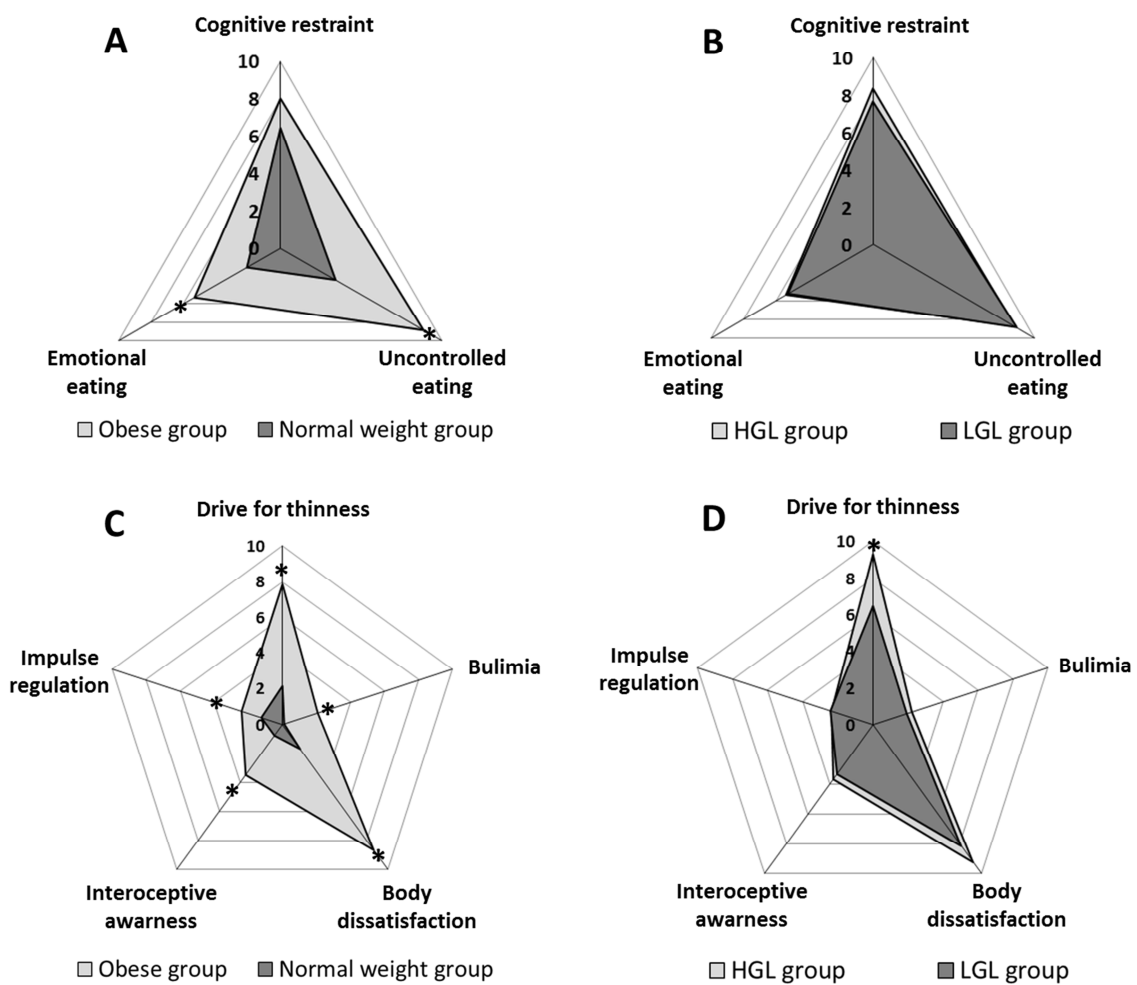 A
Cognitive restraint
10
8
6
4
2
0
*
*
Emotional
eating
Uncontrolled
eating
Obese group
Normal weight group
B
Cognitive restraint
10
8
6
4
2
0
Emotional
eating
Uncontrolled
eating
HGL group
LGL group
C
Drive for thinness
10
*
8
6
4
2
0
Impulse
regulation
*
Bulimia
*
*
*
Interoceptive
awarness
Body
dissatisfaction
Obese group
Normal weight group
D
Drive for thinness
10
*
8
6
4
2
0
Impulse
regulation
Bulimia
Interoceptive
awarness
Body
dissatisfaction
HGL group
LGL group